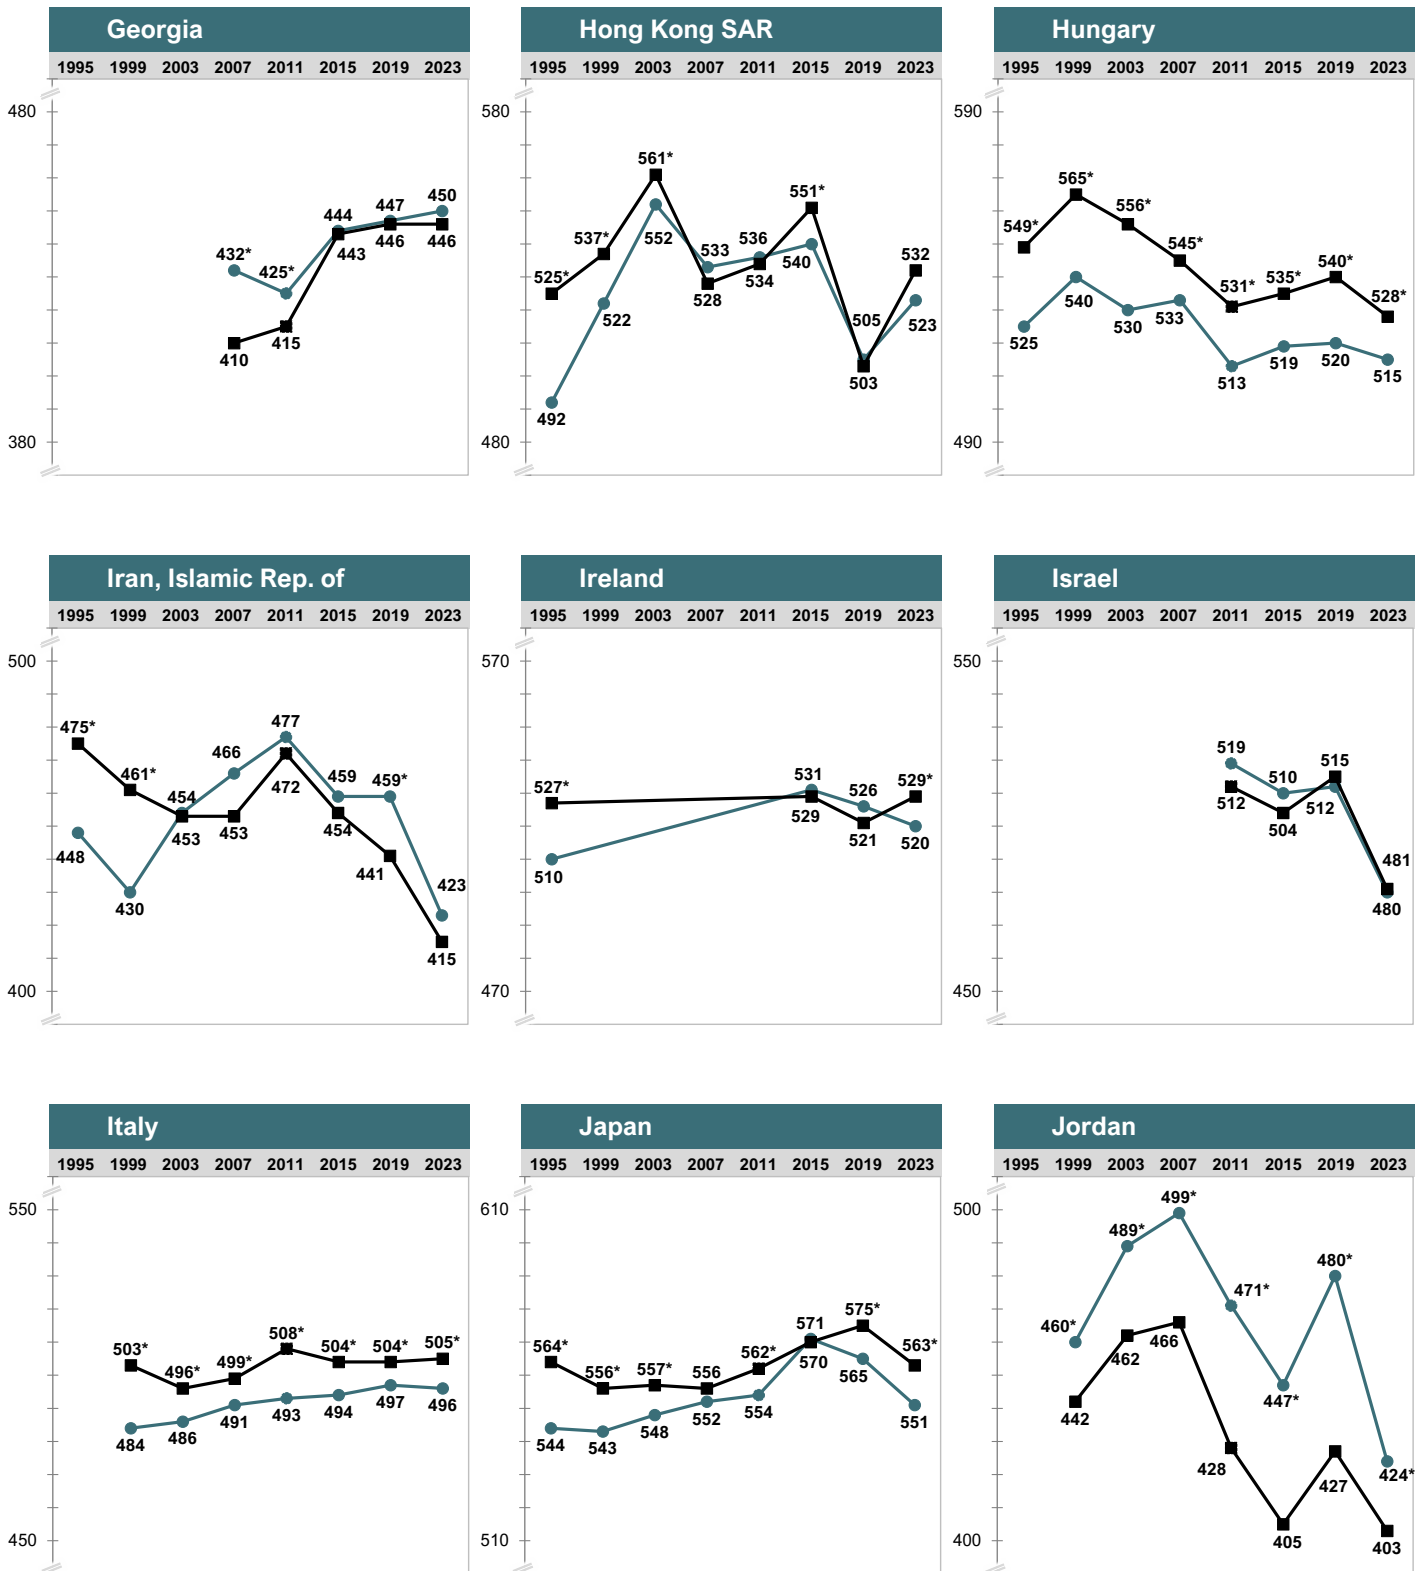 Georgia
1995 1999 2003 2007 2011 2015 2019 2023
480
380
432* 425* 444 447 450
410 415 443 446 446
Hong Kong SAR
1995 1999 2003 2007 2011 2015 2019 2023
580
480
525* 537* 561* 533 536 551* 505 532
492 522 552 528 534 540 503 523
Hungary
1995 1999 2003 2007 2011 2015 2019 2023
590
490
549* 565* 556* 545* 531* 535* 540* 528*
525 540 530 533 513 519 520 515
Iran, Islamic Rep. of
1995 1999 2003 2007 2011 2015 2019 2023
500
400
475* 461* 454 466 477 459 459* 423
448 430 453 453 472 454 441 415
Ireland
1995 1999 2003 2007 2011 2015 2019 2023
570
470
527* 531 526 529*
510 529 521 520
Israel
1995 1999 2003 2007 2011 2015 2019 2023
550
450
519 510 515 481
512 504 512 480
Italy
1995 1999 2003 2007 2011 2015 2019 2023
550
450
503* 496* 499* 508* 504* 504* 505*
484 486 491 493 494 497 496
Japan
1995 1999 2003 2007 2011 2015 2019 2023
610
510
564* 556* 557* 556 562* 571 575* 563*
544 543 548 552 554 570 565 551
Jordan
1995 1999 2003 2007 2011 2015 2019 2023
500
400
460* 489* 499* 471* 447* 480* 424*
442 462 466 428 405 427 403